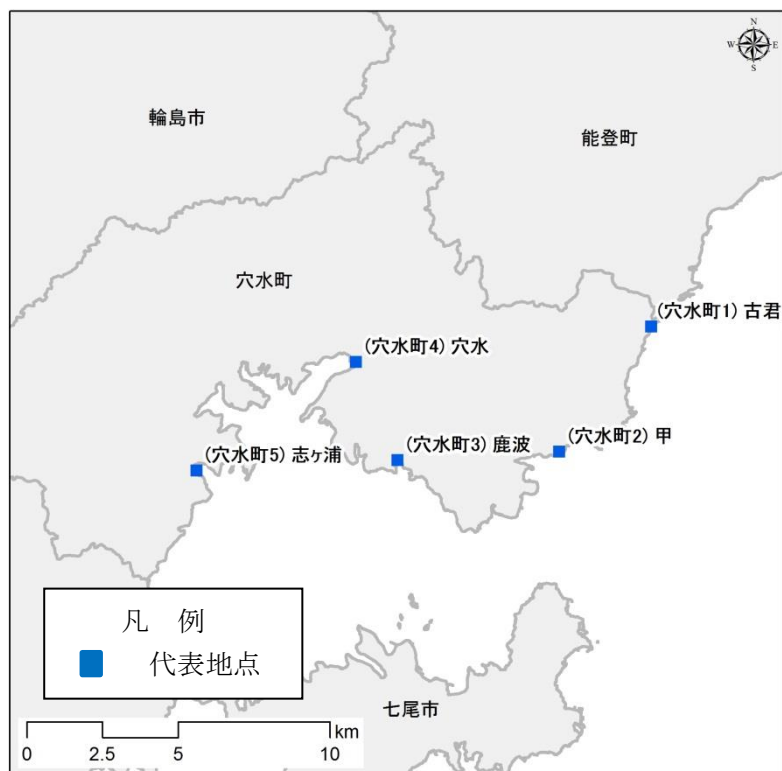 N
W E
S
輪島市
能登町
穴水町
(穴水町1) 古君
(穴水町4) 穴水
(穴水町2) 甲
(穴水町3) 鹿波
(穴水町5) 志ヶ浦
凡 例
代表地点
七尾市
km
0 2.5 5 10